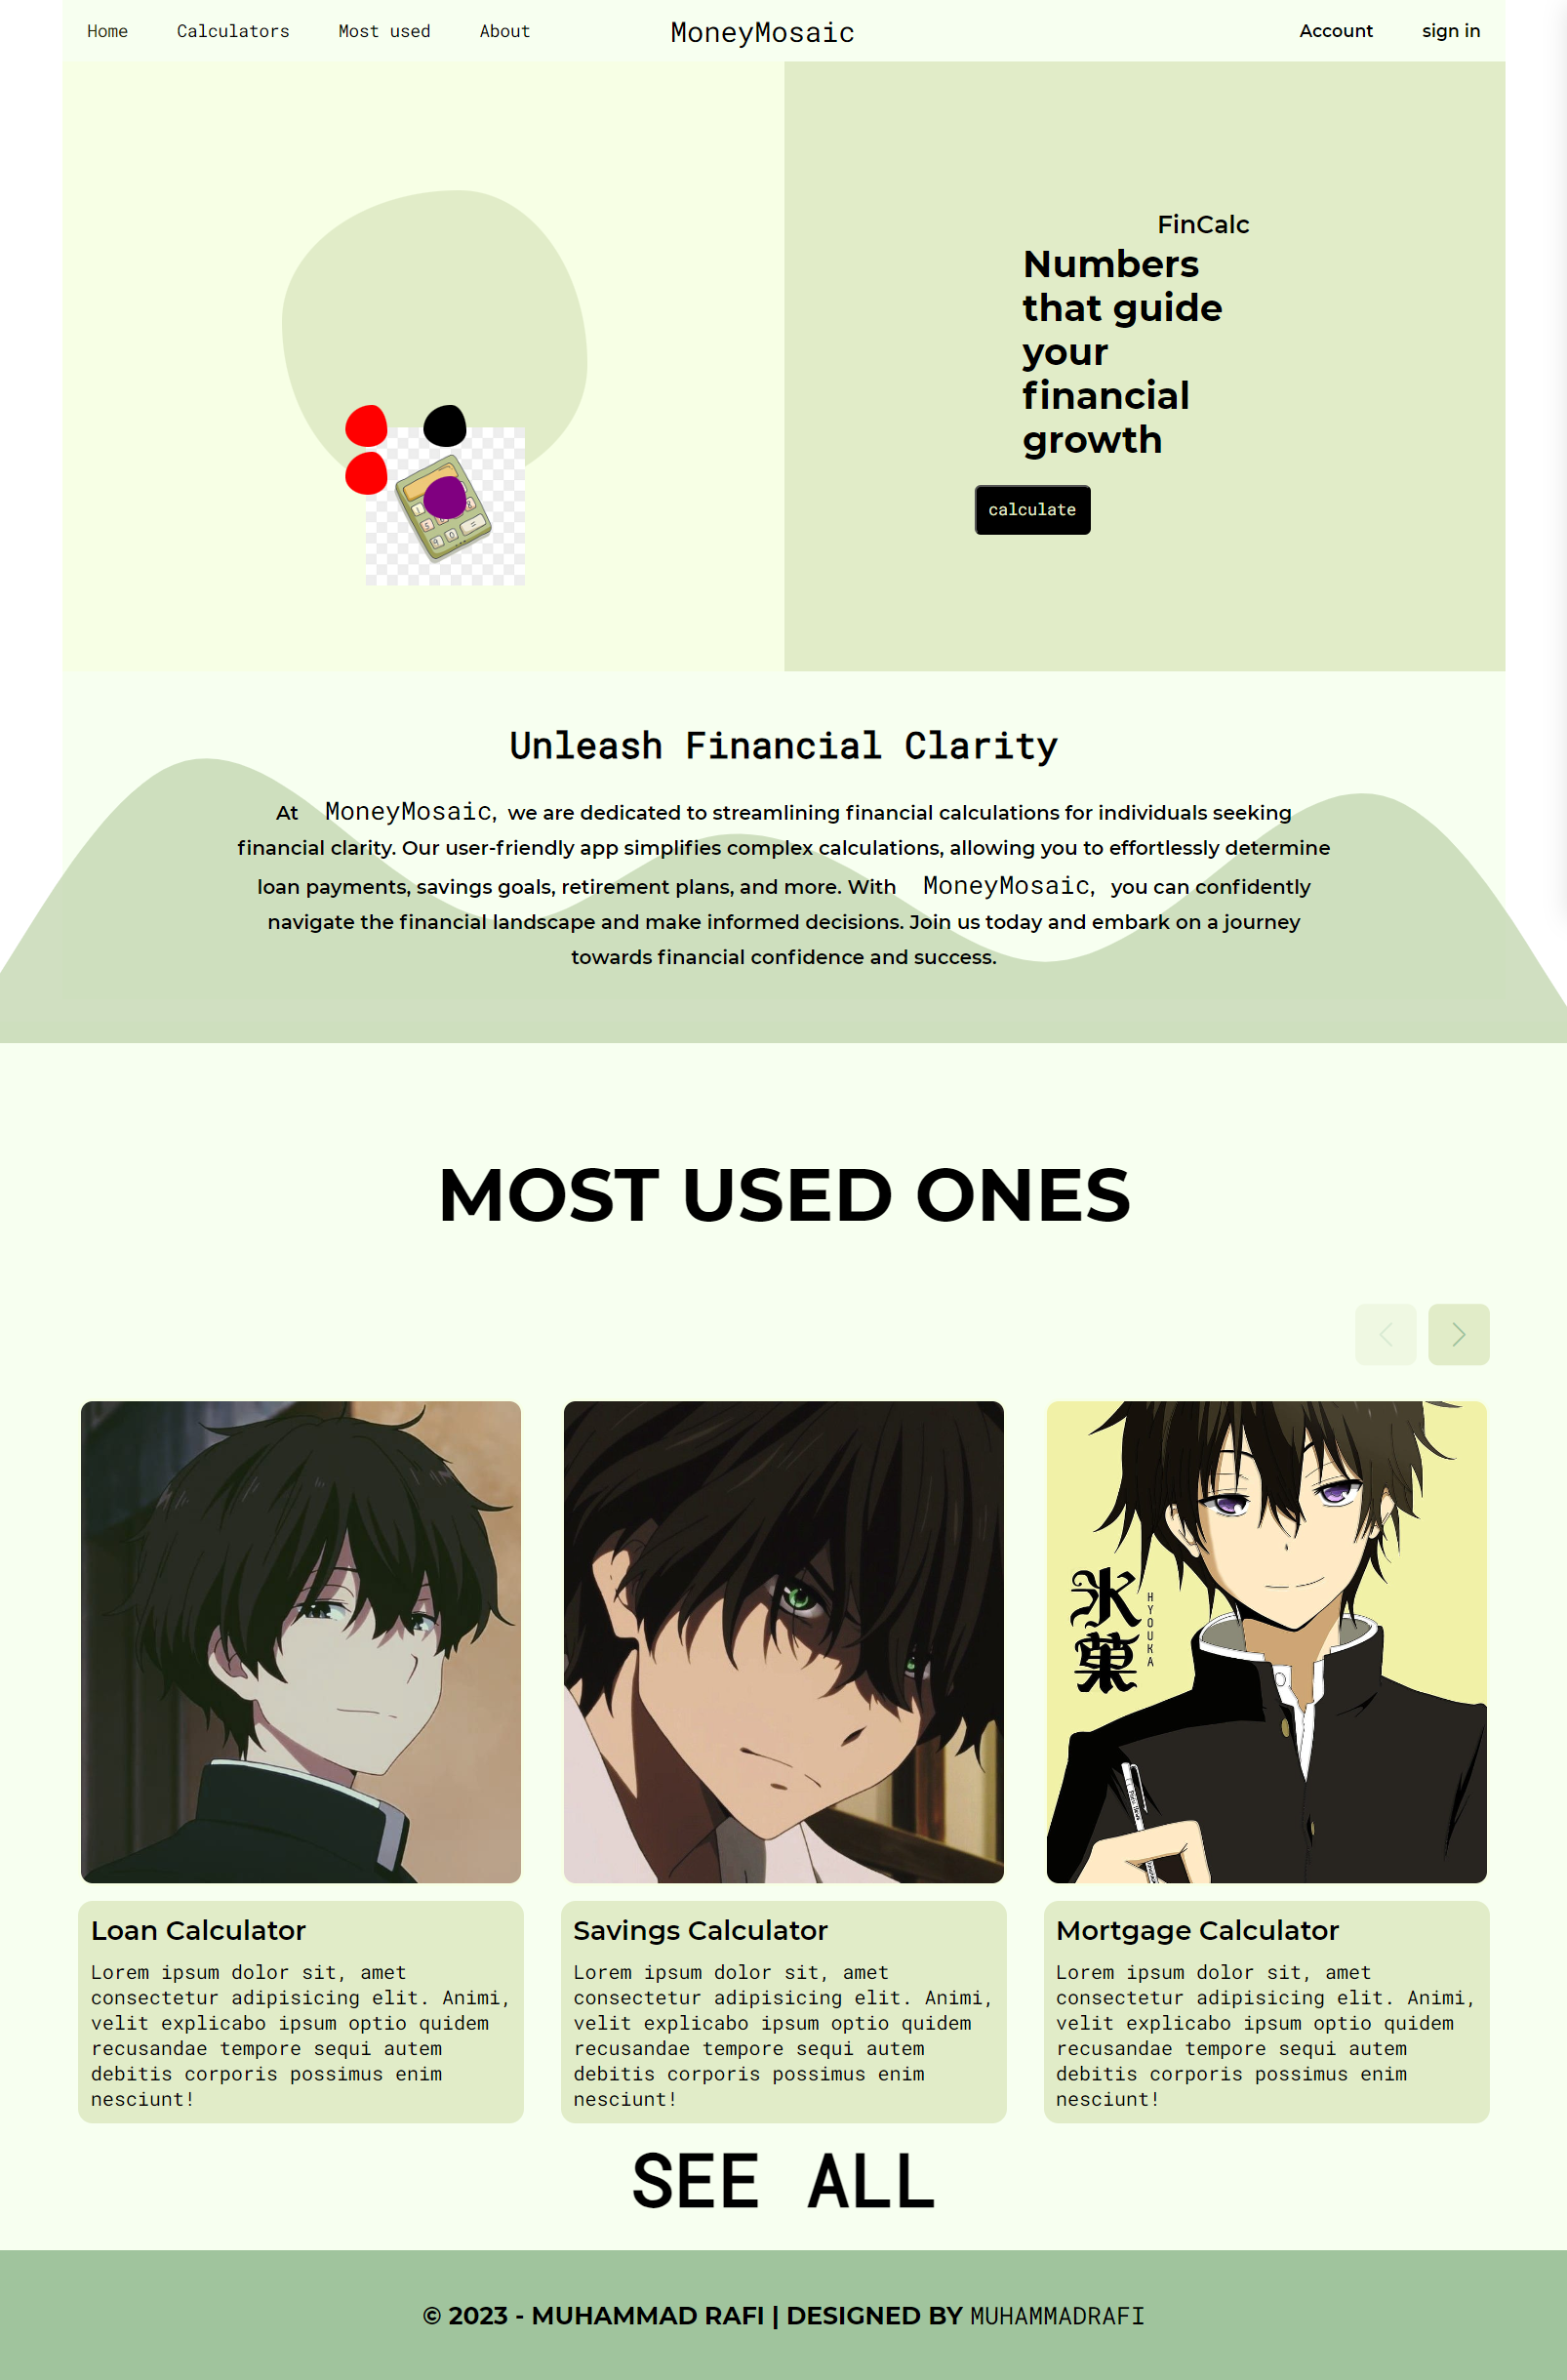 Home Calculators Most used About MoneyMosaic Account sign in
FinCalc
Numbers
that guide
your
financial
growth
calculate
Unleash Financial Clarity
At MoneyMosaic, we are dedicated to streamlining financial calculations for individuals seeking
financial clarity. Our user-friendly app simplifies complex calculations, allowing you to effortlessly determine
loan payments, savings goals, retirement plans, and more. With MoneyMosaic, you can confidently
navigate the financial landscape and make informed decisions. Join us today and embark on a journey
towards financial confidence and success.
MOST USED ONES
氷菓
HYOUKA
Loan Calculator
Lorem ipsum dolor sit, amet
consectetur adipisicing elit. Animi,
velit explicabo ipsum optio quidem
recusandae tempore sequi autem
debitis corporis possimus enim
nesciunt!
Savings Calculator
Lorem ipsum dolor sit, amet
consectetur adipisicing elit. Animi,
velit explicabo ipsum optio quidem
recusandae tempore sequi autem
debitis corporis possimus enim
nesciunt!
Mortgage Calculator
Lorem ipsum dolor sit, amet
consectetur adipisicing elit. Animi,
velit explicabo ipsum optio quidem
recusandae tempore sequi autem
debitis corporis possimus enim
nesciunt!
SEE ALL
© 2023 - MUHAMMAD RAFI | DESIGNED BY MUHAMMADRAFI